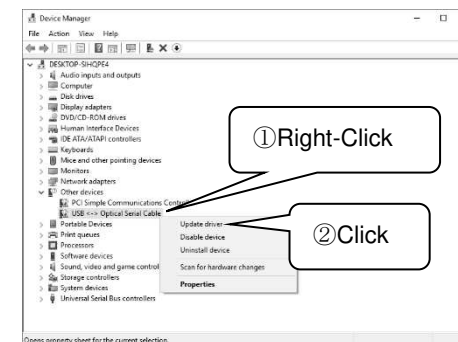 Device Manager
File Action View Help
DESKTOP-SIHQPE4
Audio inputs and outputs
Computer
Disk drives
Display adapters
DVD/CD-ROM drives
Human Interface Devices
IDE ATA/ATAPI controllers
Keyboards
Mice and other pointing devices
Monitors
Network adapters
Other devices
PCI Simple Communications Control
USB <-> Optical Serial Cable
Portable Devices
Print queues
Processors
Software devices
Sound, video and game control
Storage controllers
System devices
Universal Serial Bus controllers
①Right-Click
Update driver
Disable device
Uninstall device
Scan for hardware changes
Properties
②Click
Opens property sheet for the current selection.